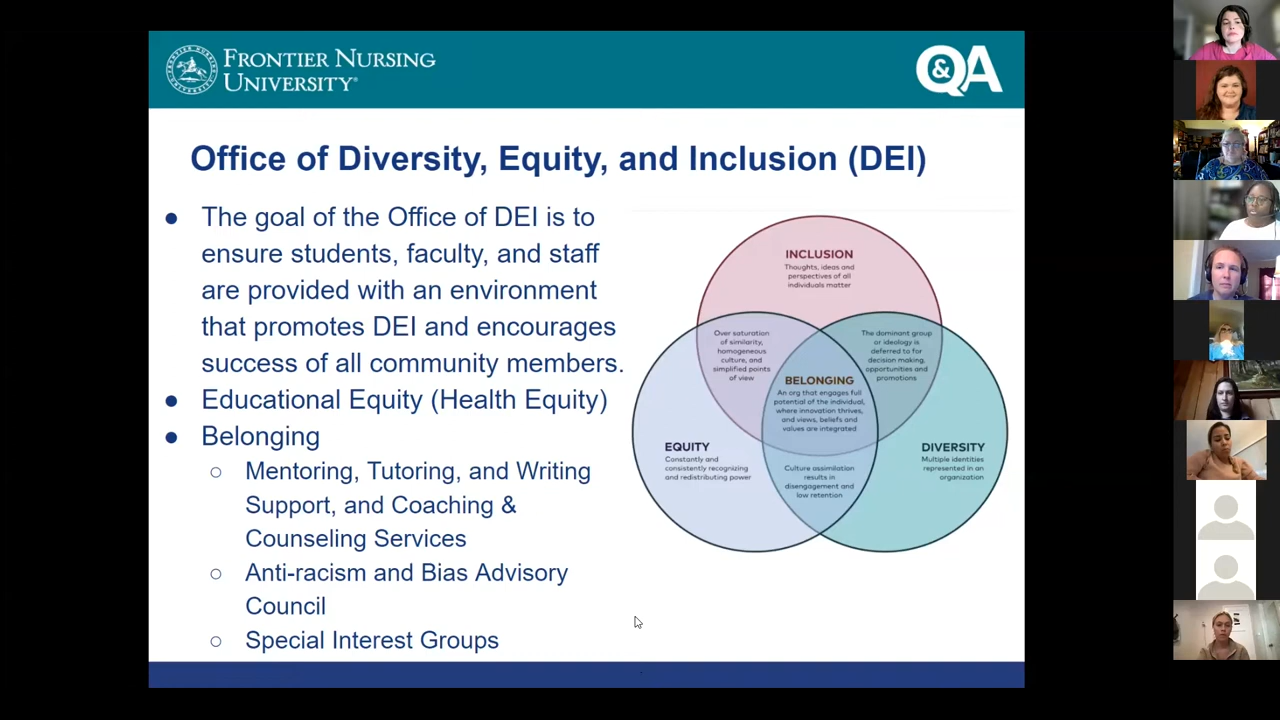 FRONTIER NURSING
UNIVERSITY®
Q&A
Office of Diversity, Equity, and Inclusion (DEI)
● The goal of the Office of DEI is to
ensure students, faculty, and staff
are provided with an environment
that promotes DEI and encourages
success of all community members.
● Educational Equity (Health Equity)
● Belonging
○ Mentoring, Tutoring, and Writing
Support, and Coaching &
Counseling Services
○ Anti-racism and Bias Advisory
Council
○ Special Interest Groups
INCLUSION
Thoughts, ideas and
perspectives of all
individuals matter
Over saturation
of similarity,
homogeneous
culture, and
simplified points
of view
The dominant group
or ideology is
deferred to for
decision making,
opportunities and
promotions
BELONGING
An org that engages full
potential of the individual,
where innovation thrives,
and views, beliefs and
values are integrated
EQUITY
Constantly and
consistently recognizing
and redistributing power
DIVERSITY
Multiple identities
represented in an
organization
Culture assimilation
results in
disengagement and
low retention